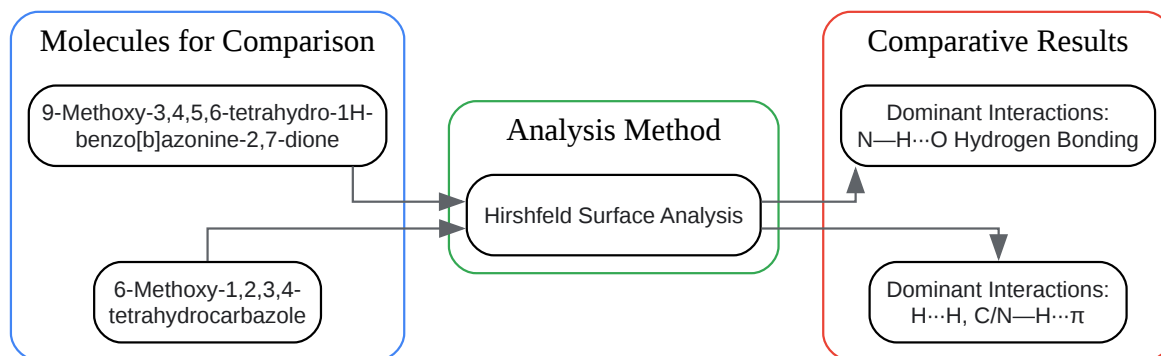 Molecules for Comparison
9-Methoxy-3,4,5,6-tetrahydro-1H-
benzo[b]azonine-2,7-dione
6-Methoxy-1,2,3,4-
tetrahydrocarbazole
Analysis Method
Hirshfeld Surface Analysis
Comparative Results
Dominant Interactions:
N—H···O Hydrogen Bonding
Dominant Interactions:
H···H, C/N—H···π